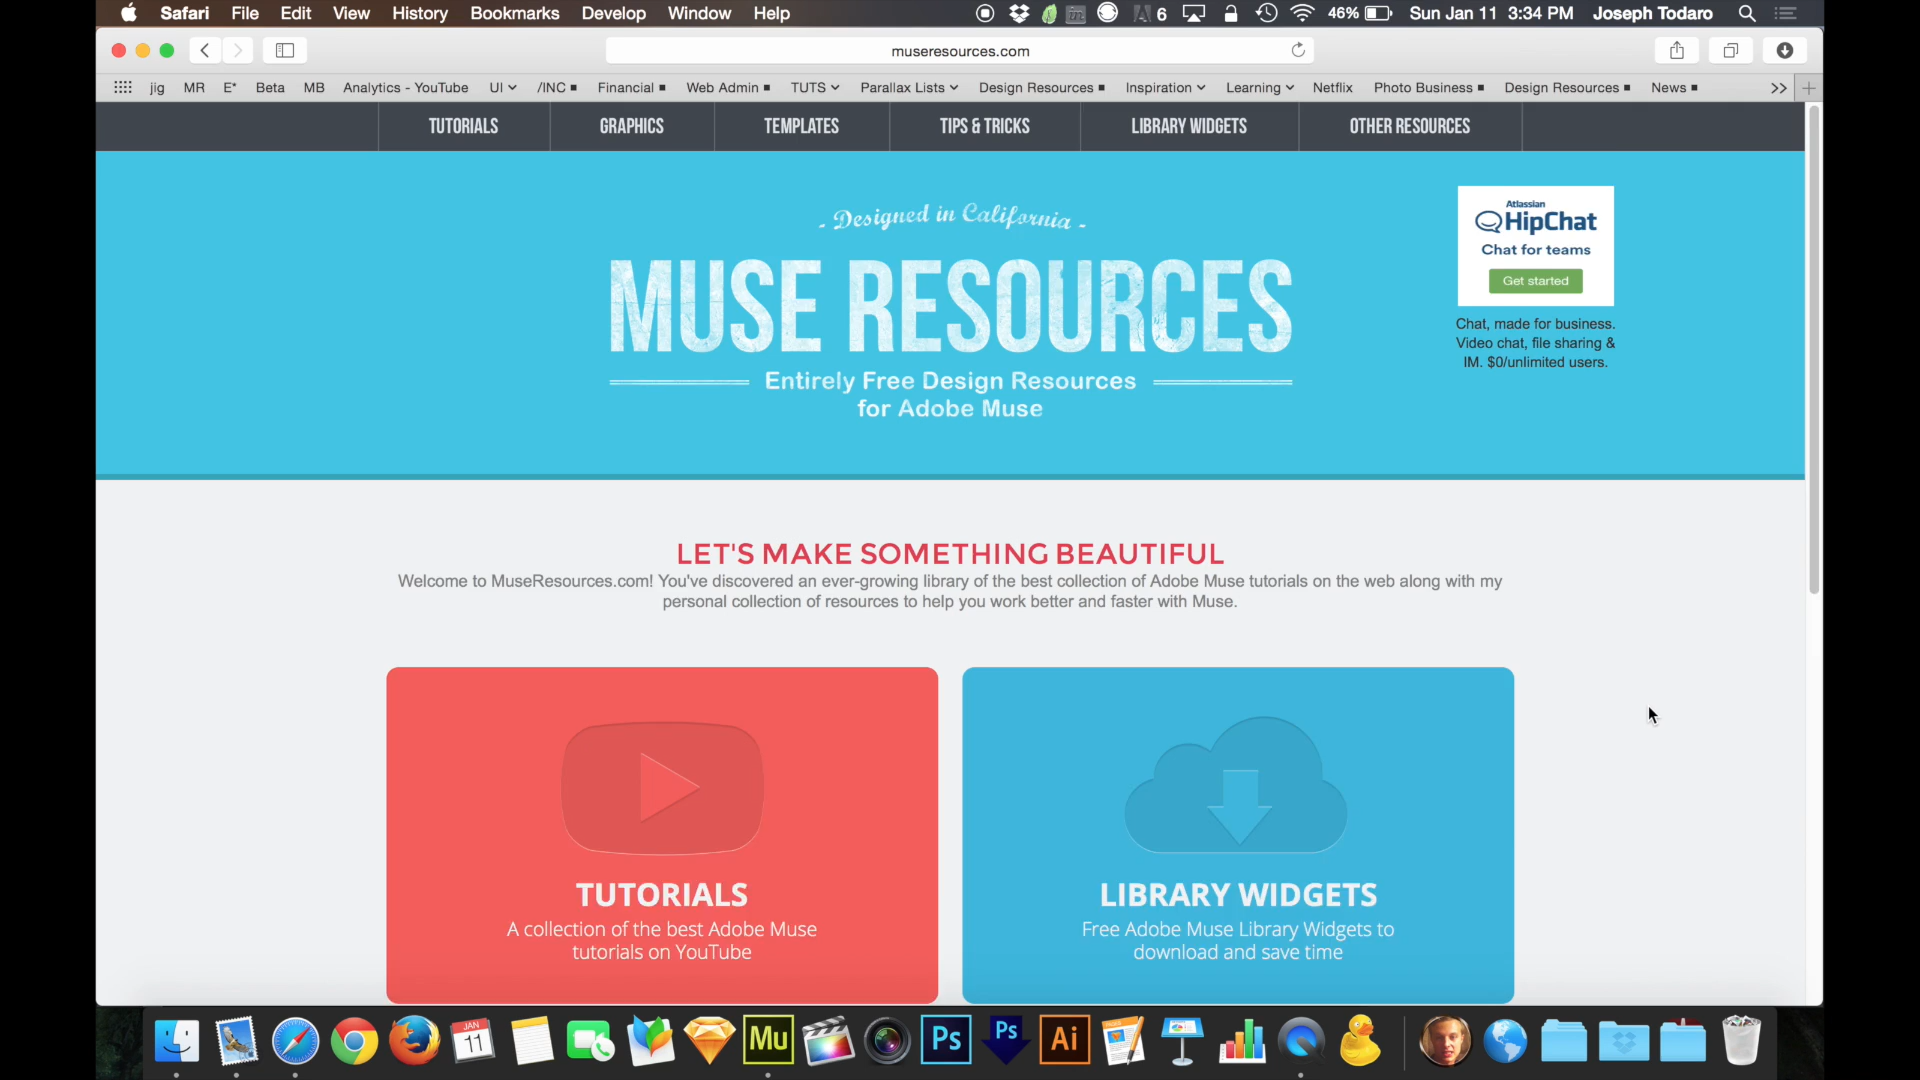 Safari File Edit View History Bookmarks Develop Window Help 6 46% Sun Jan 11 3:34 PM Joseph Todaro
museresources.com
jig MR E* Beta MB Analytics - YouTube UI /INC Financial Web Admin TUTS Parallax Lists Design Resources Inspiration Learning Netflix Photo Business Design Resources News
TUTORIALS GRAPHICS TEMPLATES TIPS & TRICKS LIBRARY WIDGETS OTHER RESOURCES
- Designed in California -
MUSE RESOURCES
Entirely Free Design Resources
for Adobe Muse
Atlassian
HipChat
Chat for teams
Get started
Chat, made for business.
Video chat, file sharing &
IM. $0/unlimited users.
LET'S MAKE SOMETHING BEAUTIFUL
Welcome to MuseResources.com! You've discovered an ever-growing library of the best collection of Adobe Muse tutorials on the web along with my
personal collection of resources to help you work better and faster with Muse.
TUTORIALS
A collection of the best Adobe Muse
tutorials on YouTube
LIBRARY WIDGETS
Free Adobe Muse Library Widgets to
download and save time
JAN
11
Mu
Ps
Ps
Ai